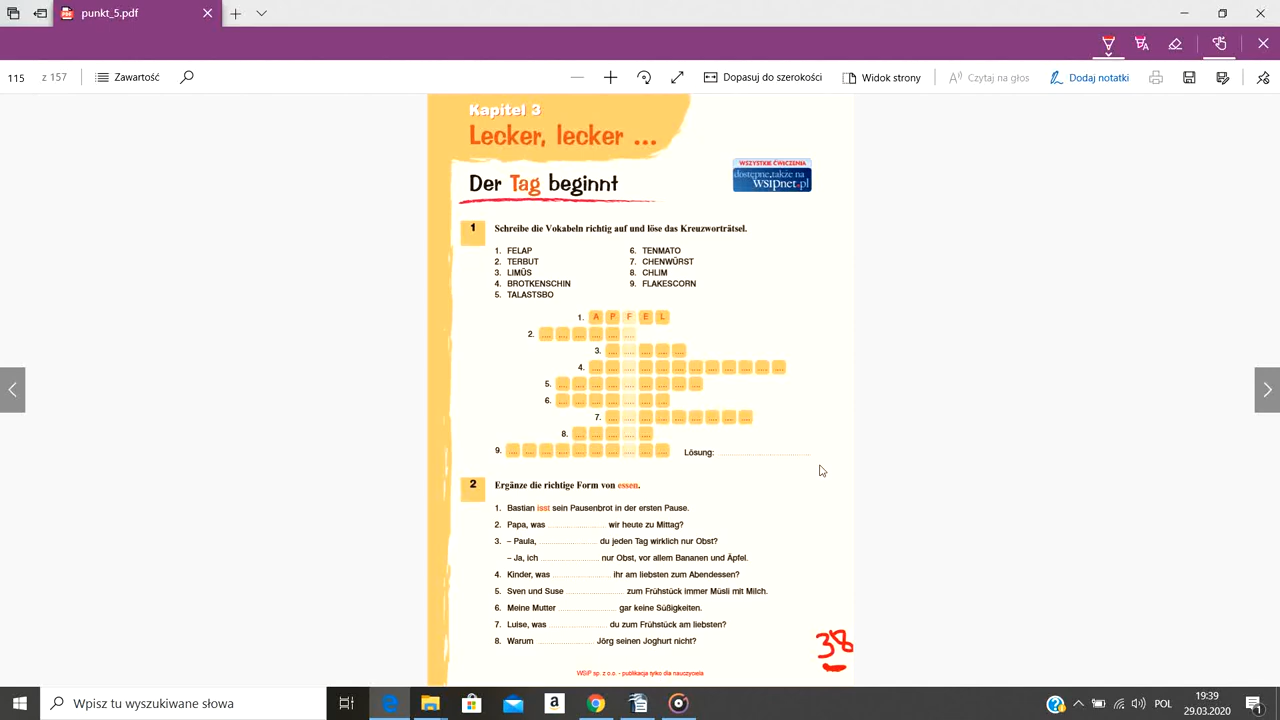 punkt_5.pdf
115 z 157 Zawartość Dopasuj do szerokości Widok strony Czytaj na głos Dodaj notatki
Kapitel 3
Lecker, lecker ...
WSZYSTKIE ĆWICZENIA
dostępne także na
wsipnet.pl
Der Tag beginnt
1 Schreibe die Vokabeln richtig auf und löse das Kreuzworträtsel.
1. FELAP 6. TENMATO
2. TERBUT 7. CHENWÜRST
3. LIMÜS 8. CHLIM
4. BROTKENSCHIN 9. FLAKESCORN
5. TALASTSBO
1. A P F E L
2. .... .... .... .... .... ....
3. .... .... .... .... ....
4. .... .... .... .... .... .... .... .... .... .... .... ....
5. .... .... .... .... .... .... .... .... ....
6. .... .... .... .... .... .... ....
7. .... .... .... .... .... .... .... .... ....
8. .... .... .... .... ....
9. .... .... .... .... .... .... .... .... .... .... Lösung: ........................................
2 Ergänze die richtige Form von essen.
1. Bastian isst sein Pausenbrot in der ersten Pause.
2. Papa, was .......................... wir heute zu Mittag?
3. – Paula, .......................... du jeden Tag wirklich nur Obst?
– Ja, ich .......................... nur Obst, vor allem Bananen und Äpfel.
4. Kinder, was .......................... ihr am liebsten zum Abendessen?
5. Sven und Suse .......................... zum Frühstück immer Müsli mit Milch.
6. Meine Mutter .......................... gar keine Süßigkeiten.
7. Luise, was .......................... du zum Frühstück am liebsten?
8. Warum .......................... Jörg seinen Joghurt nicht?
38
WSiP sp. z o.o. - publikacja tylko dla nauczyciela
Wpisz tu wyszukiwane słowa
POL
19:39
29.03.2020